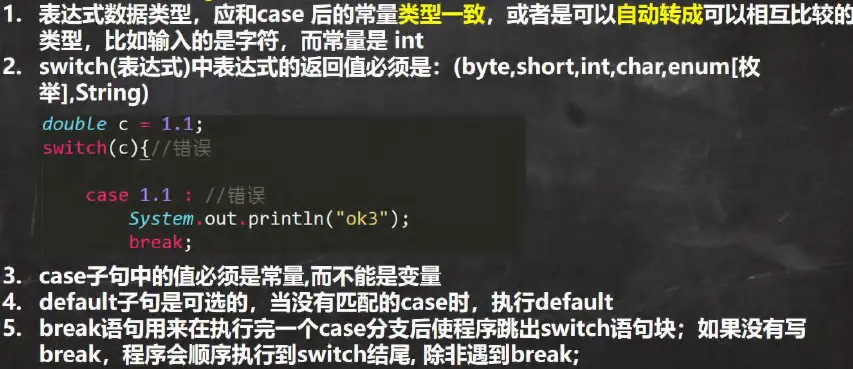 1. 表达式数据类型，应和case 后的常量类型一致，或者是可以自动转成可以相互比较的
类型，比如输入的是字符，而常量是 int
2. switch(表达式)中表达式的返回值必须是：(byte,short,int,char,enum[枚
举],String)
double c = 1.1;
switch(c){//错误
case 1.1 : //错误
System.out.println("ok3");
break;
3. case子句中的值必须是常量,而不能是变量
4. default子句是可选的，当没有匹配的case时，执行default
5. break语句用来在执行完一个case分支后使程序跳出switch语句块；如果没有写
break，程序会顺序执行到switch结尾, 除非遇到break;